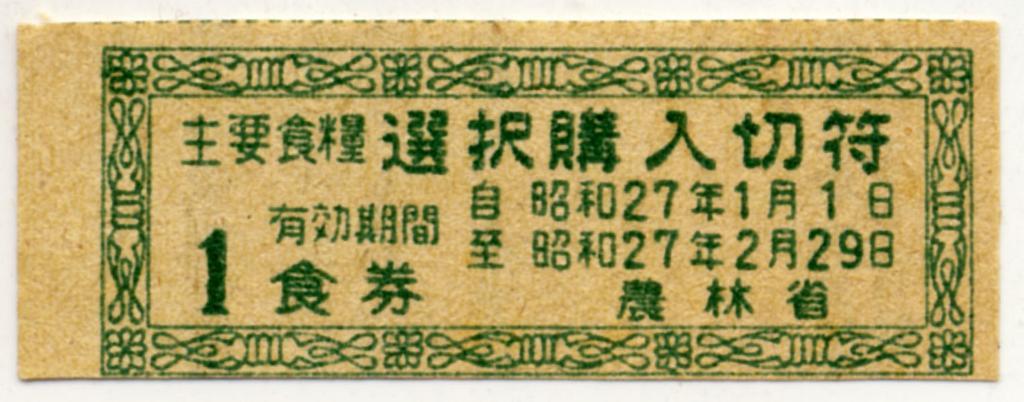 主要食糧選択購入切符
有効期間
自 昭和27年1月1日
至 昭和27年2月29日
1食券
農林省